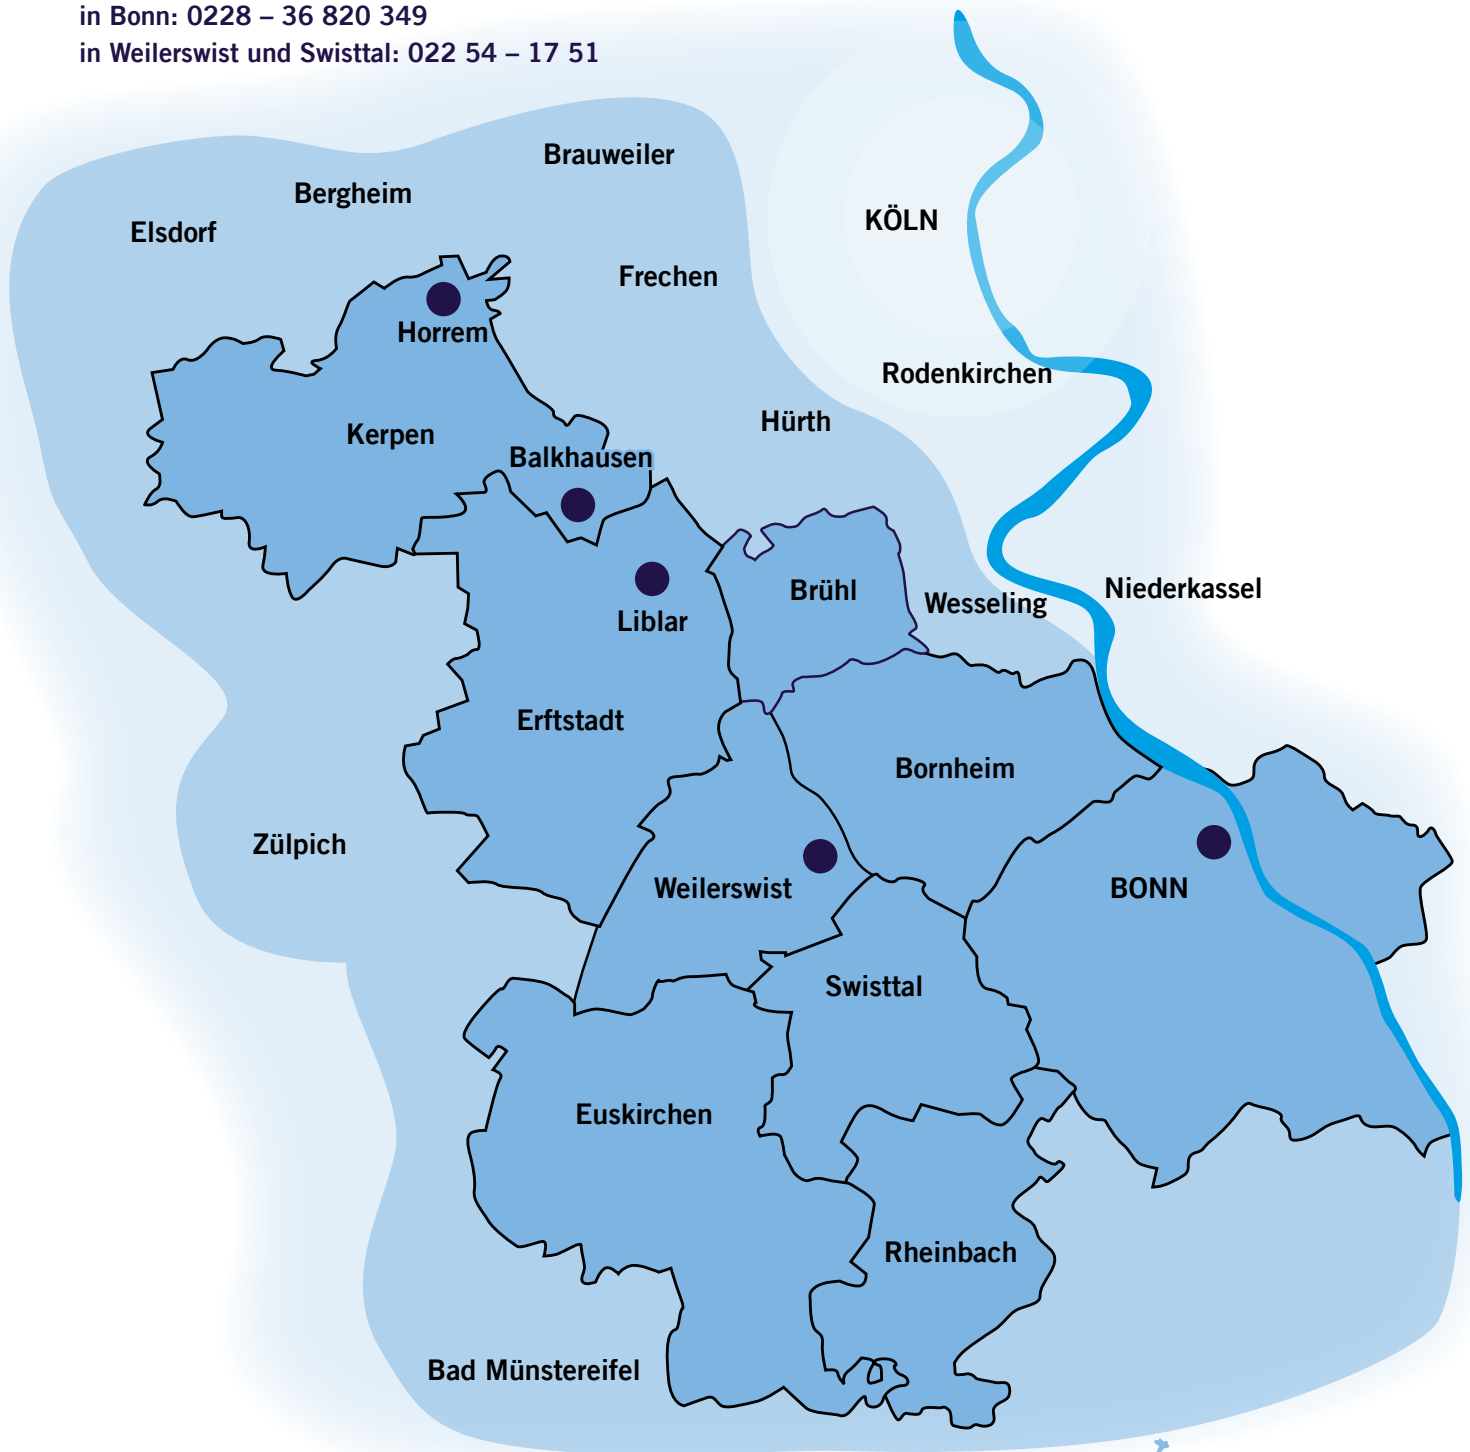 in Bonn: 0228 – 36 820 349
in Weilerswist und Swisttal: 022 54 – 17 51
Brauweiler
Bergheim
KÖLN
Elsdorf
Frechen
Horrem
Rodenkirchen
Hürth
Kerpen
Balkhausen
Niederkassel
Brühl
Wesseling
Liblar
Erftstadt
Bornheim
Zülpich
Weilerswist
BONN
Swisttal
Euskirchen
Rheinbach
Bad Münstereifel